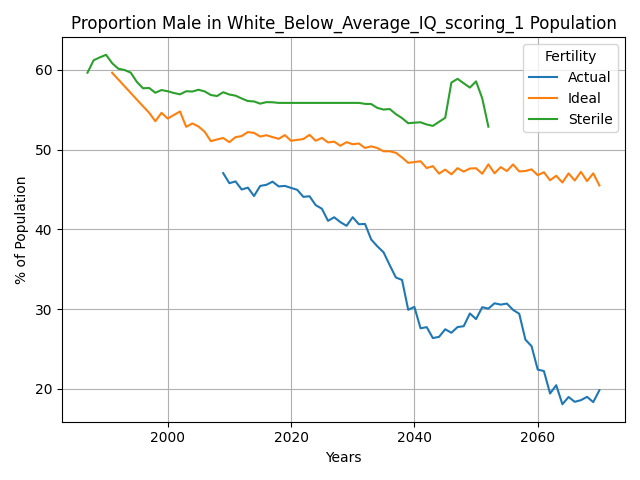 Proportion Male in White_Below_Average_IQ_scoring_1 Population
Fertility
Actual
Ideal
Sterile
% of Population
60
50
40
30
20
2000
2020
2040
2060
Years